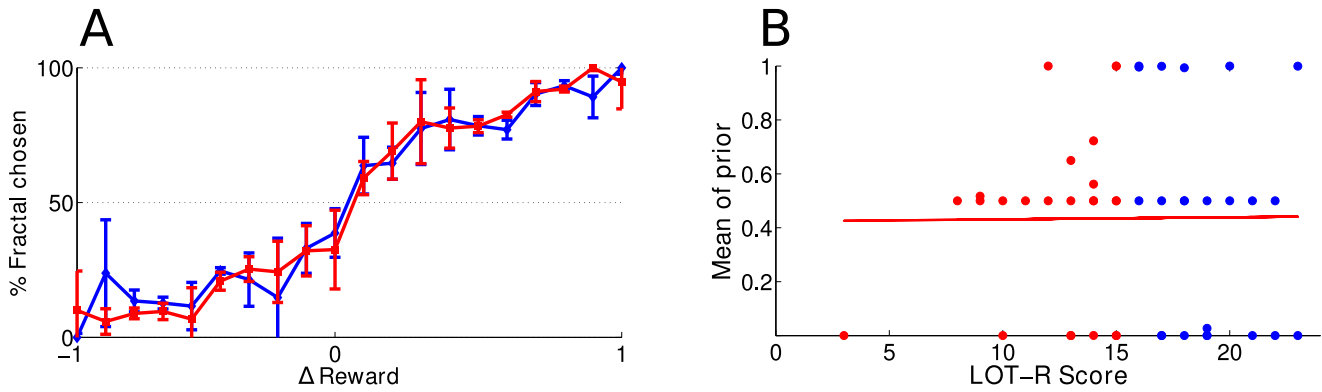 A
% Fractal chosen
100
50
0
−1
0
1
Δ Reward
B
Mean of prior
1
0.8
0.6
0.4
0.2
0
5
10
15
20
LOT−R Score